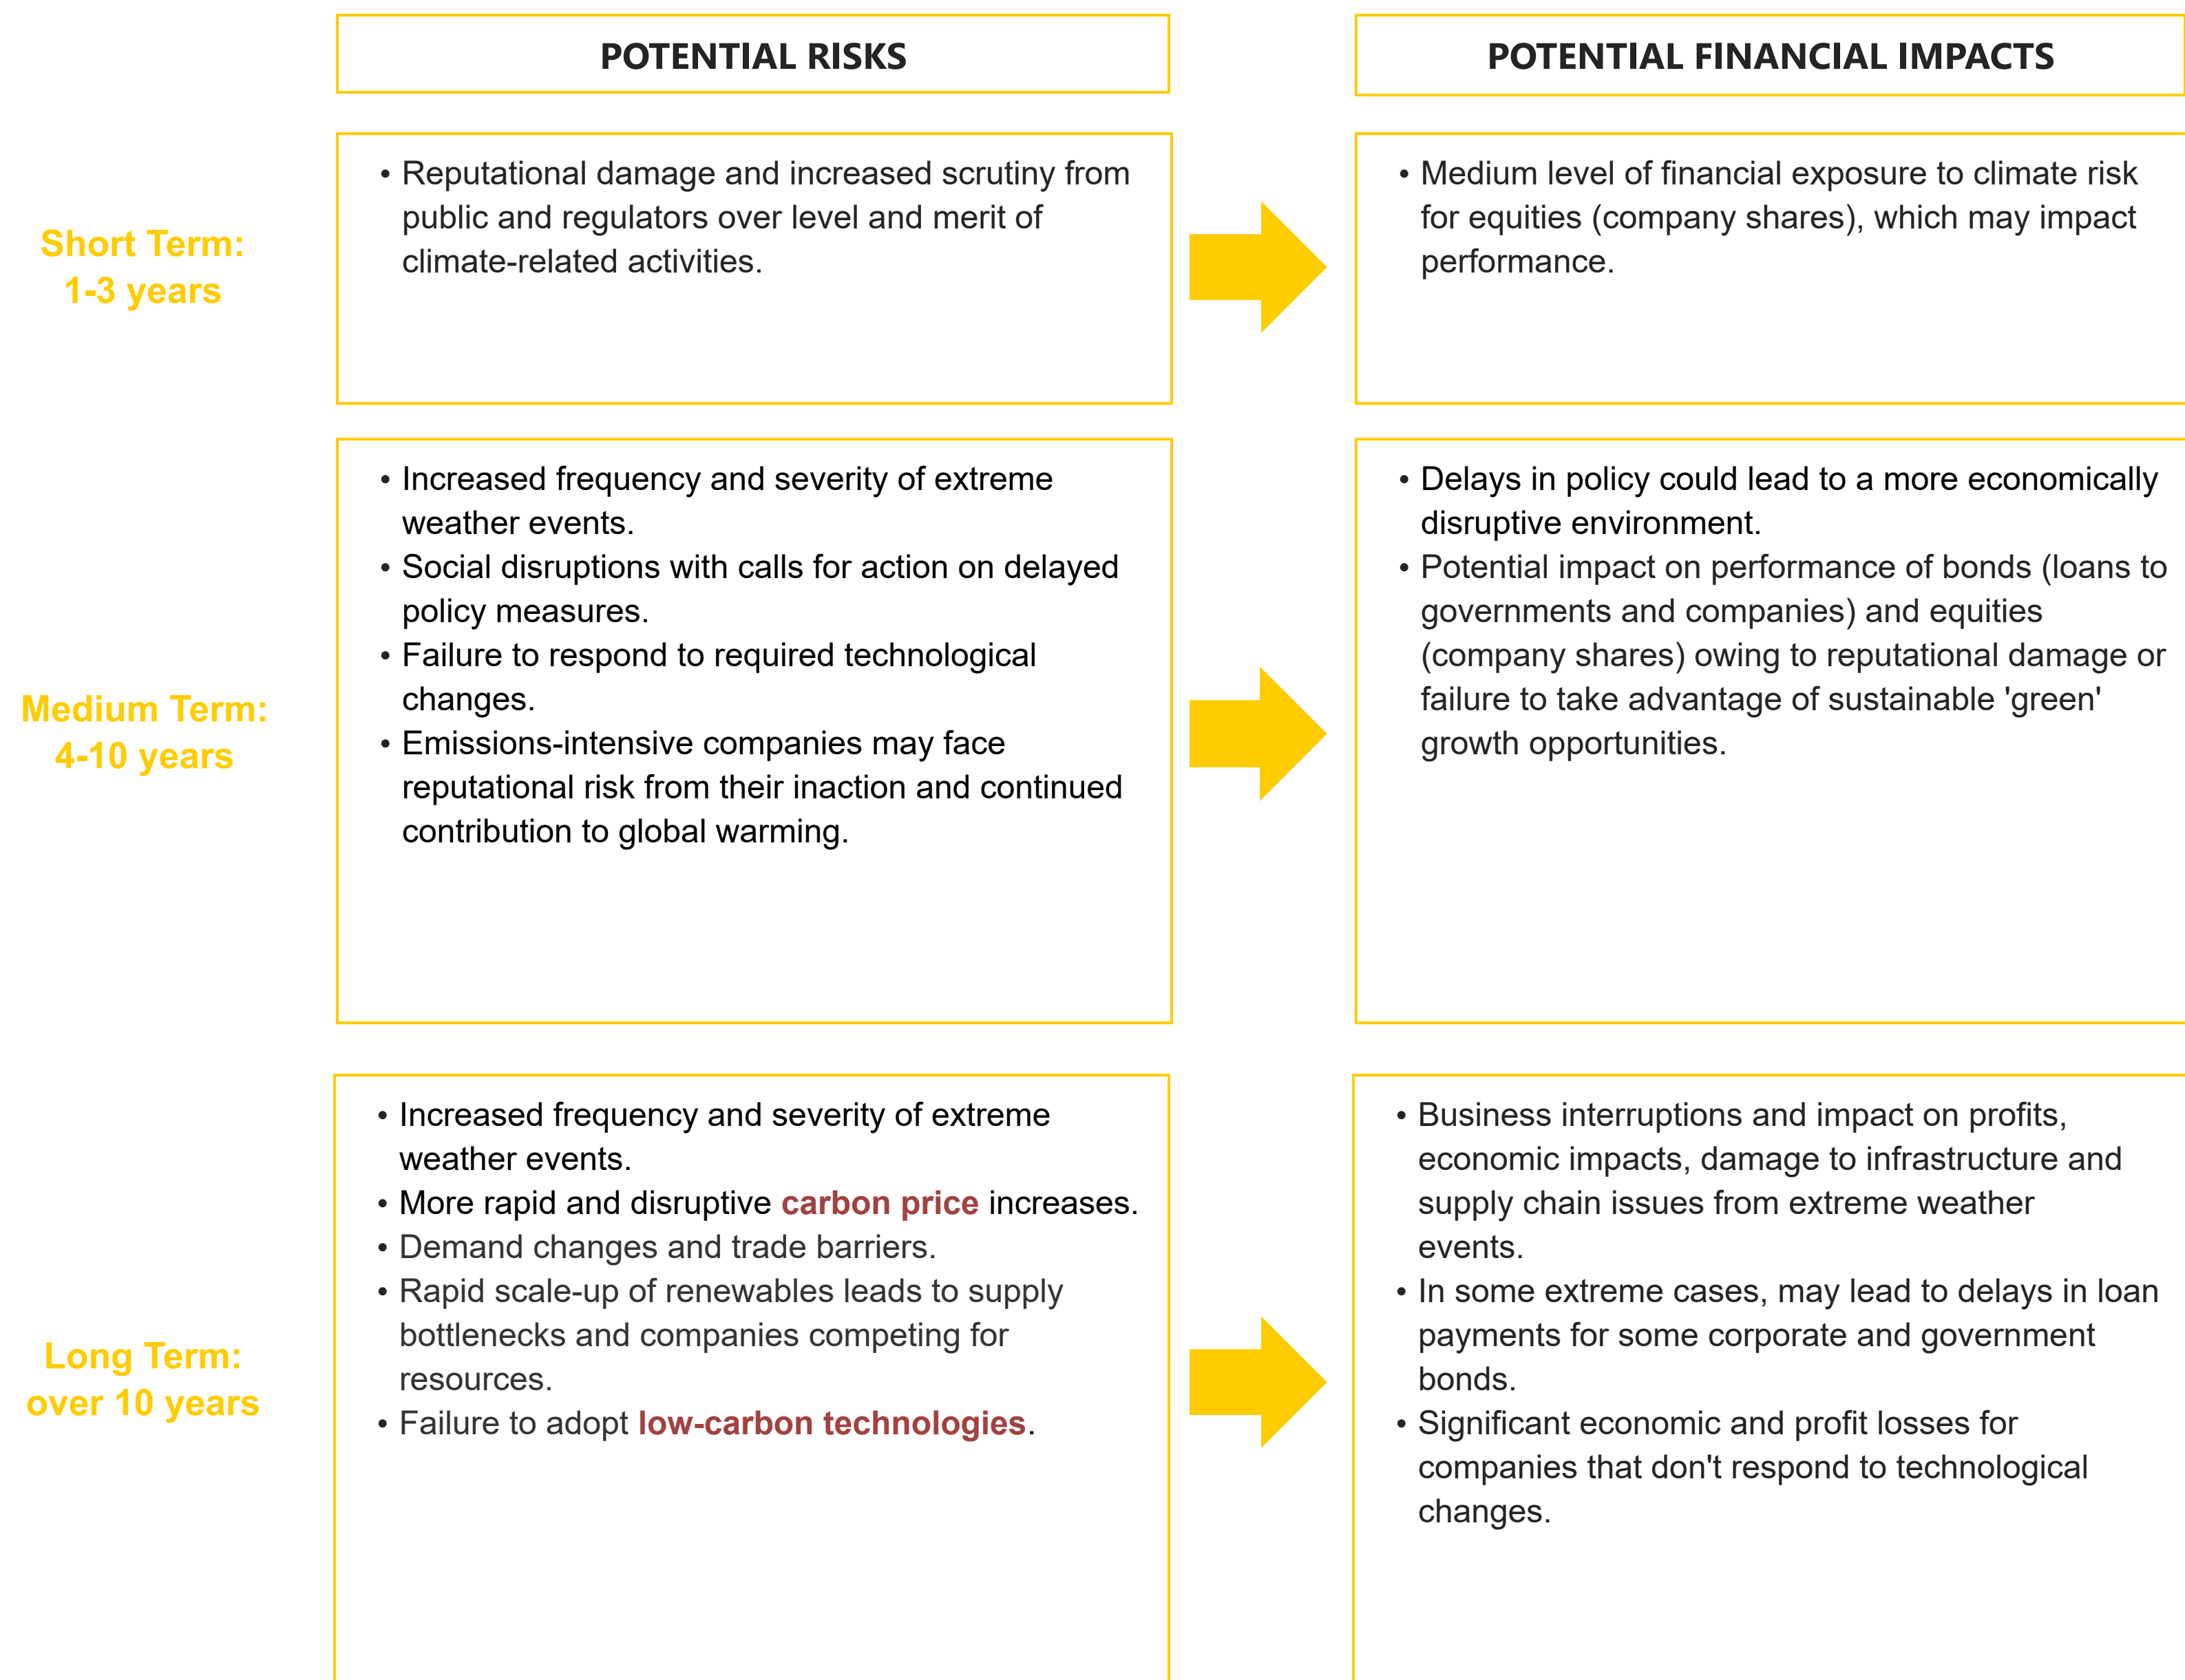 POTENTIAL RISKS
POTENTIAL FINANCIAL IMPACTS
Short Term:
1-3 years
• Reputational damage and increased scrutiny from
public and regulators over level and merit of
climate-related activities.
• Medium level of financial exposure to climate risk
for equities (company shares), which may impact
performance.
Medium Term:
4-10 years
• Increased frequency and severity of extreme
weather events.
• Social disruptions with calls for action on delayed
policy measures.
• Failure to respond to required technological
changes.
• Emissions-intensive companies may face
reputational risk from their inaction and continued
contribution to global warming.
• Delays in policy could lead to a more economically
disruptive environment.
• Potential impact on performance of bonds (loans to
governments and companies) and equities
(company shares) owing to reputational damage or
failure to take advantage of sustainable 'green'
growth opportunities.
Long Term:
over 10 years
• Increased frequency and severity of extreme
weather events.
• More rapid and disruptive carbon price increases.
• Demand changes and trade barriers.
• Rapid scale-up of renewables leads to supply
bottlenecks and companies competing for
resources.
• Failure to adopt low-carbon technologies.
• Business interruptions and impact on profits,
economic impacts, damage to infrastructure and
supply chain issues from extreme weather
events.
• In some extreme cases, may lead to delays in loan
payments for some corporate and government
bonds.
• Significant economic and profit losses for
companies that don't respond to technological
changes.